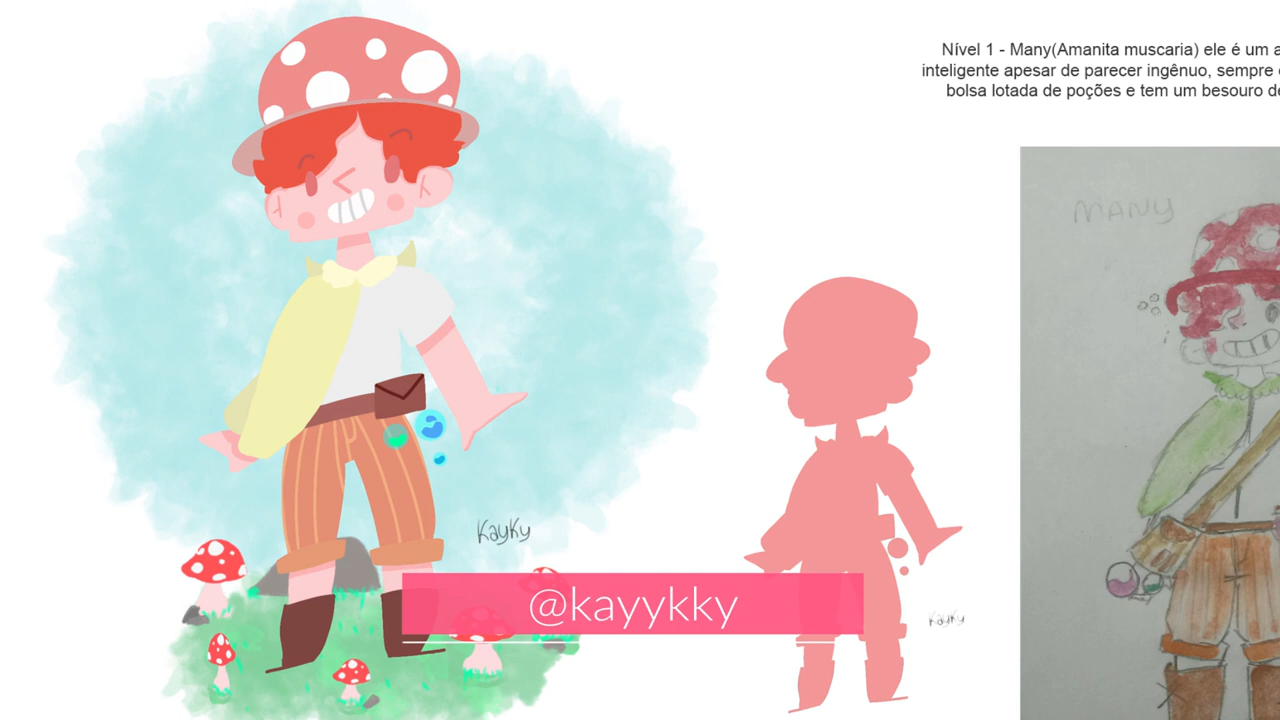 Nível 1 - Many(Amanita muscaria) ele é um a
inteligente apesar de parecer ingênuo, sempre
bolsa lotada de poções e tem um besouro de
MANY
KayKy
@kayykky
KayKy